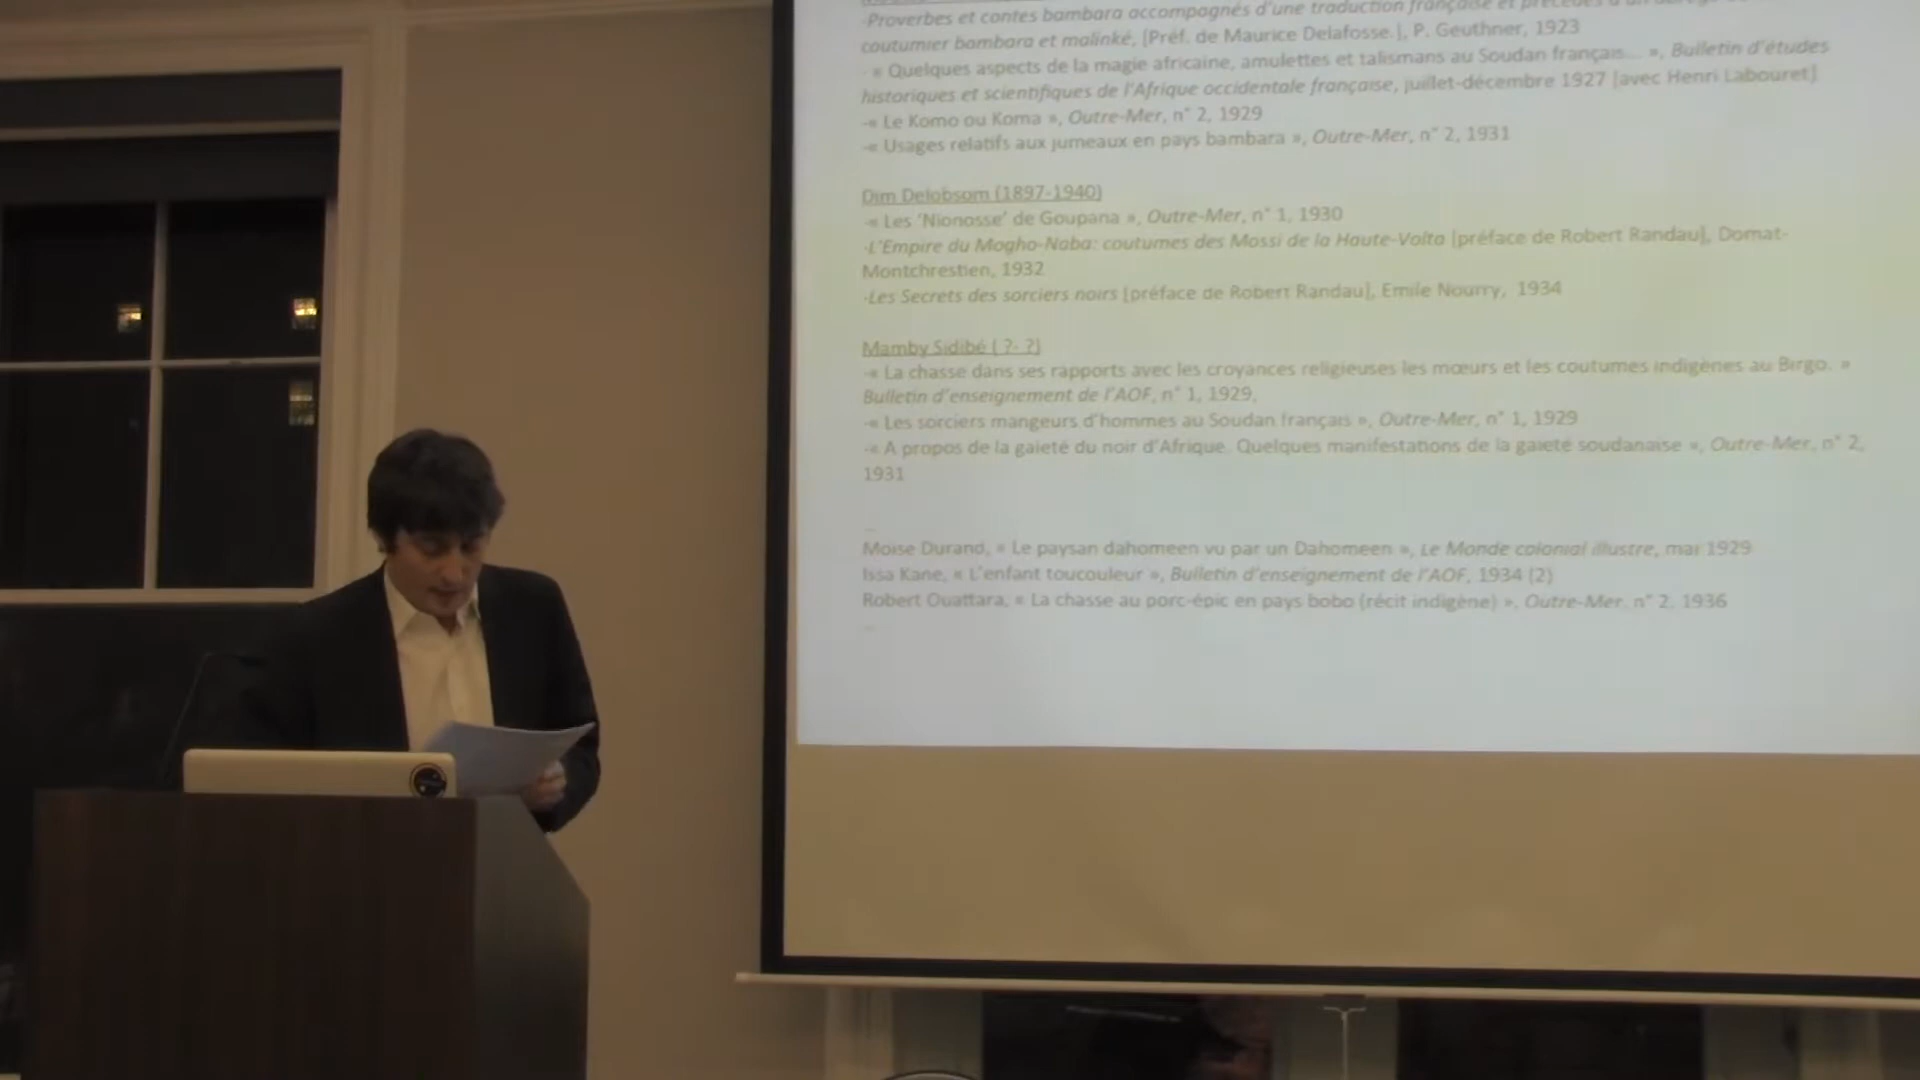 -Proverbes et contes bambara accompagnés d'une traduction française et précédés d'un
coutumier bambara et malinké, [Préf. de Maurice Delafosse.], P. Geuthner, 1923
- « Quelques aspects de la magie africaine, amulettes et talismans au Soudan français... », Bulletin d'études
historiques et scientifiques de l'Afrique occidentale française, juillet-décembre 1927 [avec Henri Labouret]
-« Le Komo ou Koma », Outre-Mer, n° 2, 1929
-« Usages relatifs aux jumeaux en pays bambara », Outre-Mer, n° 2, 1931
Dim Delobsom (1897-1940)
-« Les 'Nionosse' de Goupana », Outre-Mer, n° 1, 1930
-L'Empire du Mogho-Naba: coutumes des Mossi de la Haute-Volta [préface de Robert Randau], Domat-
Montchrestien, 1932
-Les Secrets des sorciers noirs [préface de Robert Randau], Emile Nourry, 1934
Mamby Sidibé ( ?- ?)
-« La chasse dans ses rapports avec les croyances religieuses les mœurs et les coutumes indigènes au Birgo. »
Bulletin d'enseignement de l'AOF, n° 1, 1929,
-« Les sorciers mangeurs d'hommes au Soudan français », Outre-Mer, n° 1, 1929
-« A propos de la gaieté du noir d'Afrique. Quelques manifestations de la gaieté soudanaise », Outre-Mer, n° 2,
1931
...
Moise Durand, « Le paysan dahomeen vu par un Dahomeen », Le Monde colonial illustre, mai 1929
Issa Kane, « L'enfant toucouleur », Bulletin d'enseignement de l'AOF, 1934 (2)
Robert Ouattara, « La chasse au porc-épic en pays bobo (récit indigène) », Outre-Mer, n° 2, 1936
...